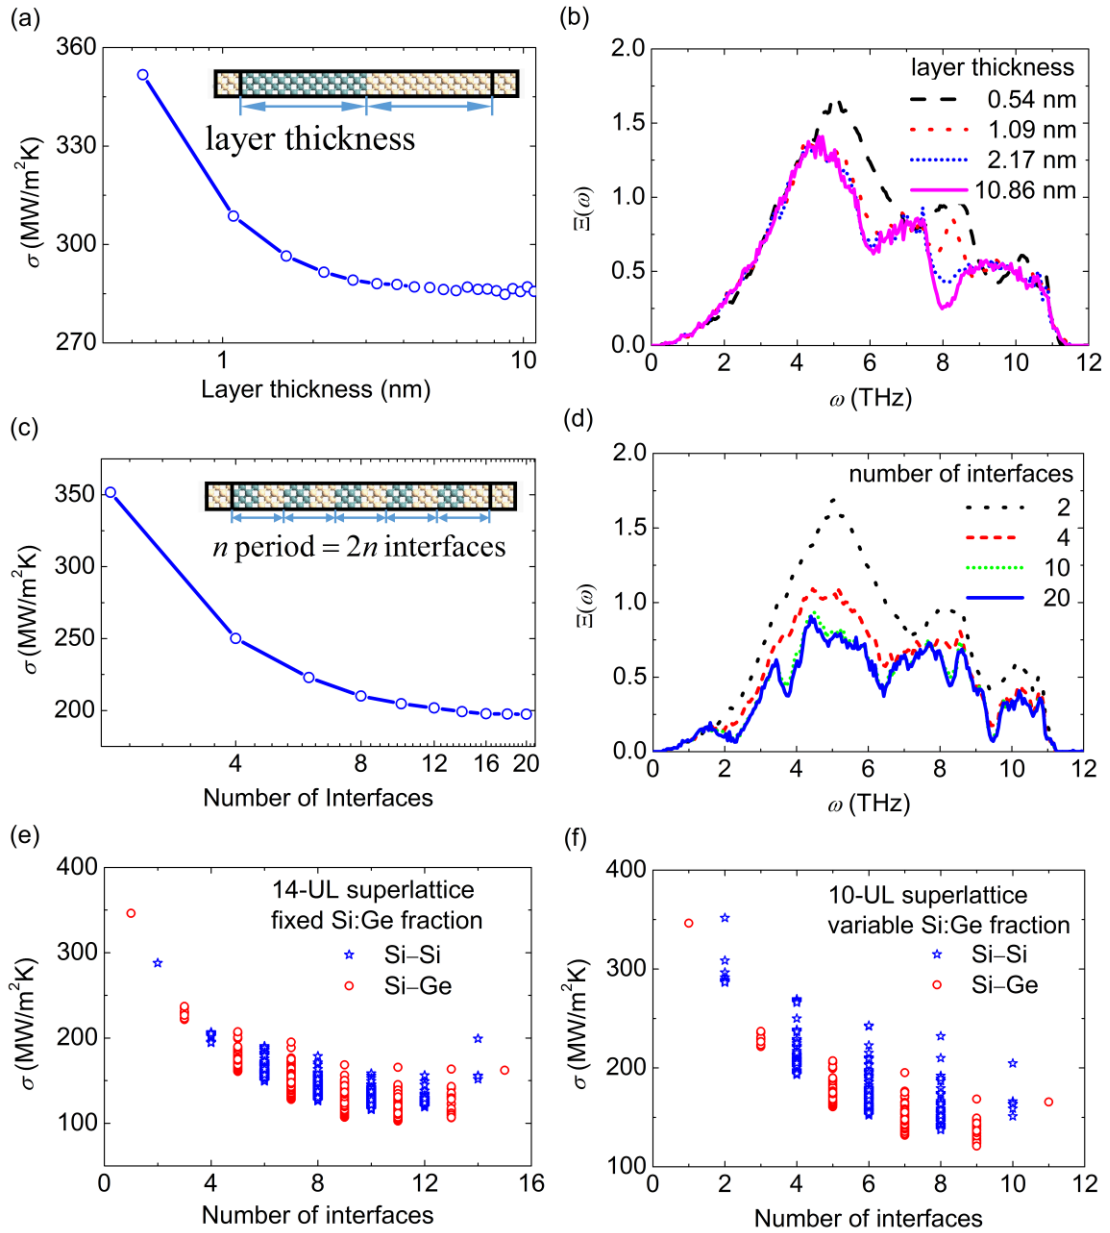 (a)
360
330
300
270
σ (MW/m²K)
layer thickness
1
10
Layer thickness (nm)
(b)
2.0
1.5
1.0
0.5
0.0
Ξ(ω)
layer thickness
0.54 nm
1.09 nm
2.17 nm
10.86 nm
0 2 4 6 8 10 12
ω (THz)
(c)
350
300
250
200
σ (MW/m²K)
n period = 2n interfaces
4 8 12 16 20
Number of Interfaces
(d)
2.0
1.5
1.0
0.5
0.0
Ξ(ω)
number of interfaces
2
4
10
20
0 2 4 6 8 10 12
ω (THz)
(e)
400
300
200
100
0
σ (MW/m²K)
14-UL superlattice
fixed Si:Ge fraction
Si–Si
Si–Ge
0 4 8 12 16
Number of interfaces
(f)
400
300
200
100
σ (MW/m²K)
10-UL superlattice
variable Si:Ge fraction
Si–Si
Si–Ge
0 2 4 6 8 10 12
Number of interfaces